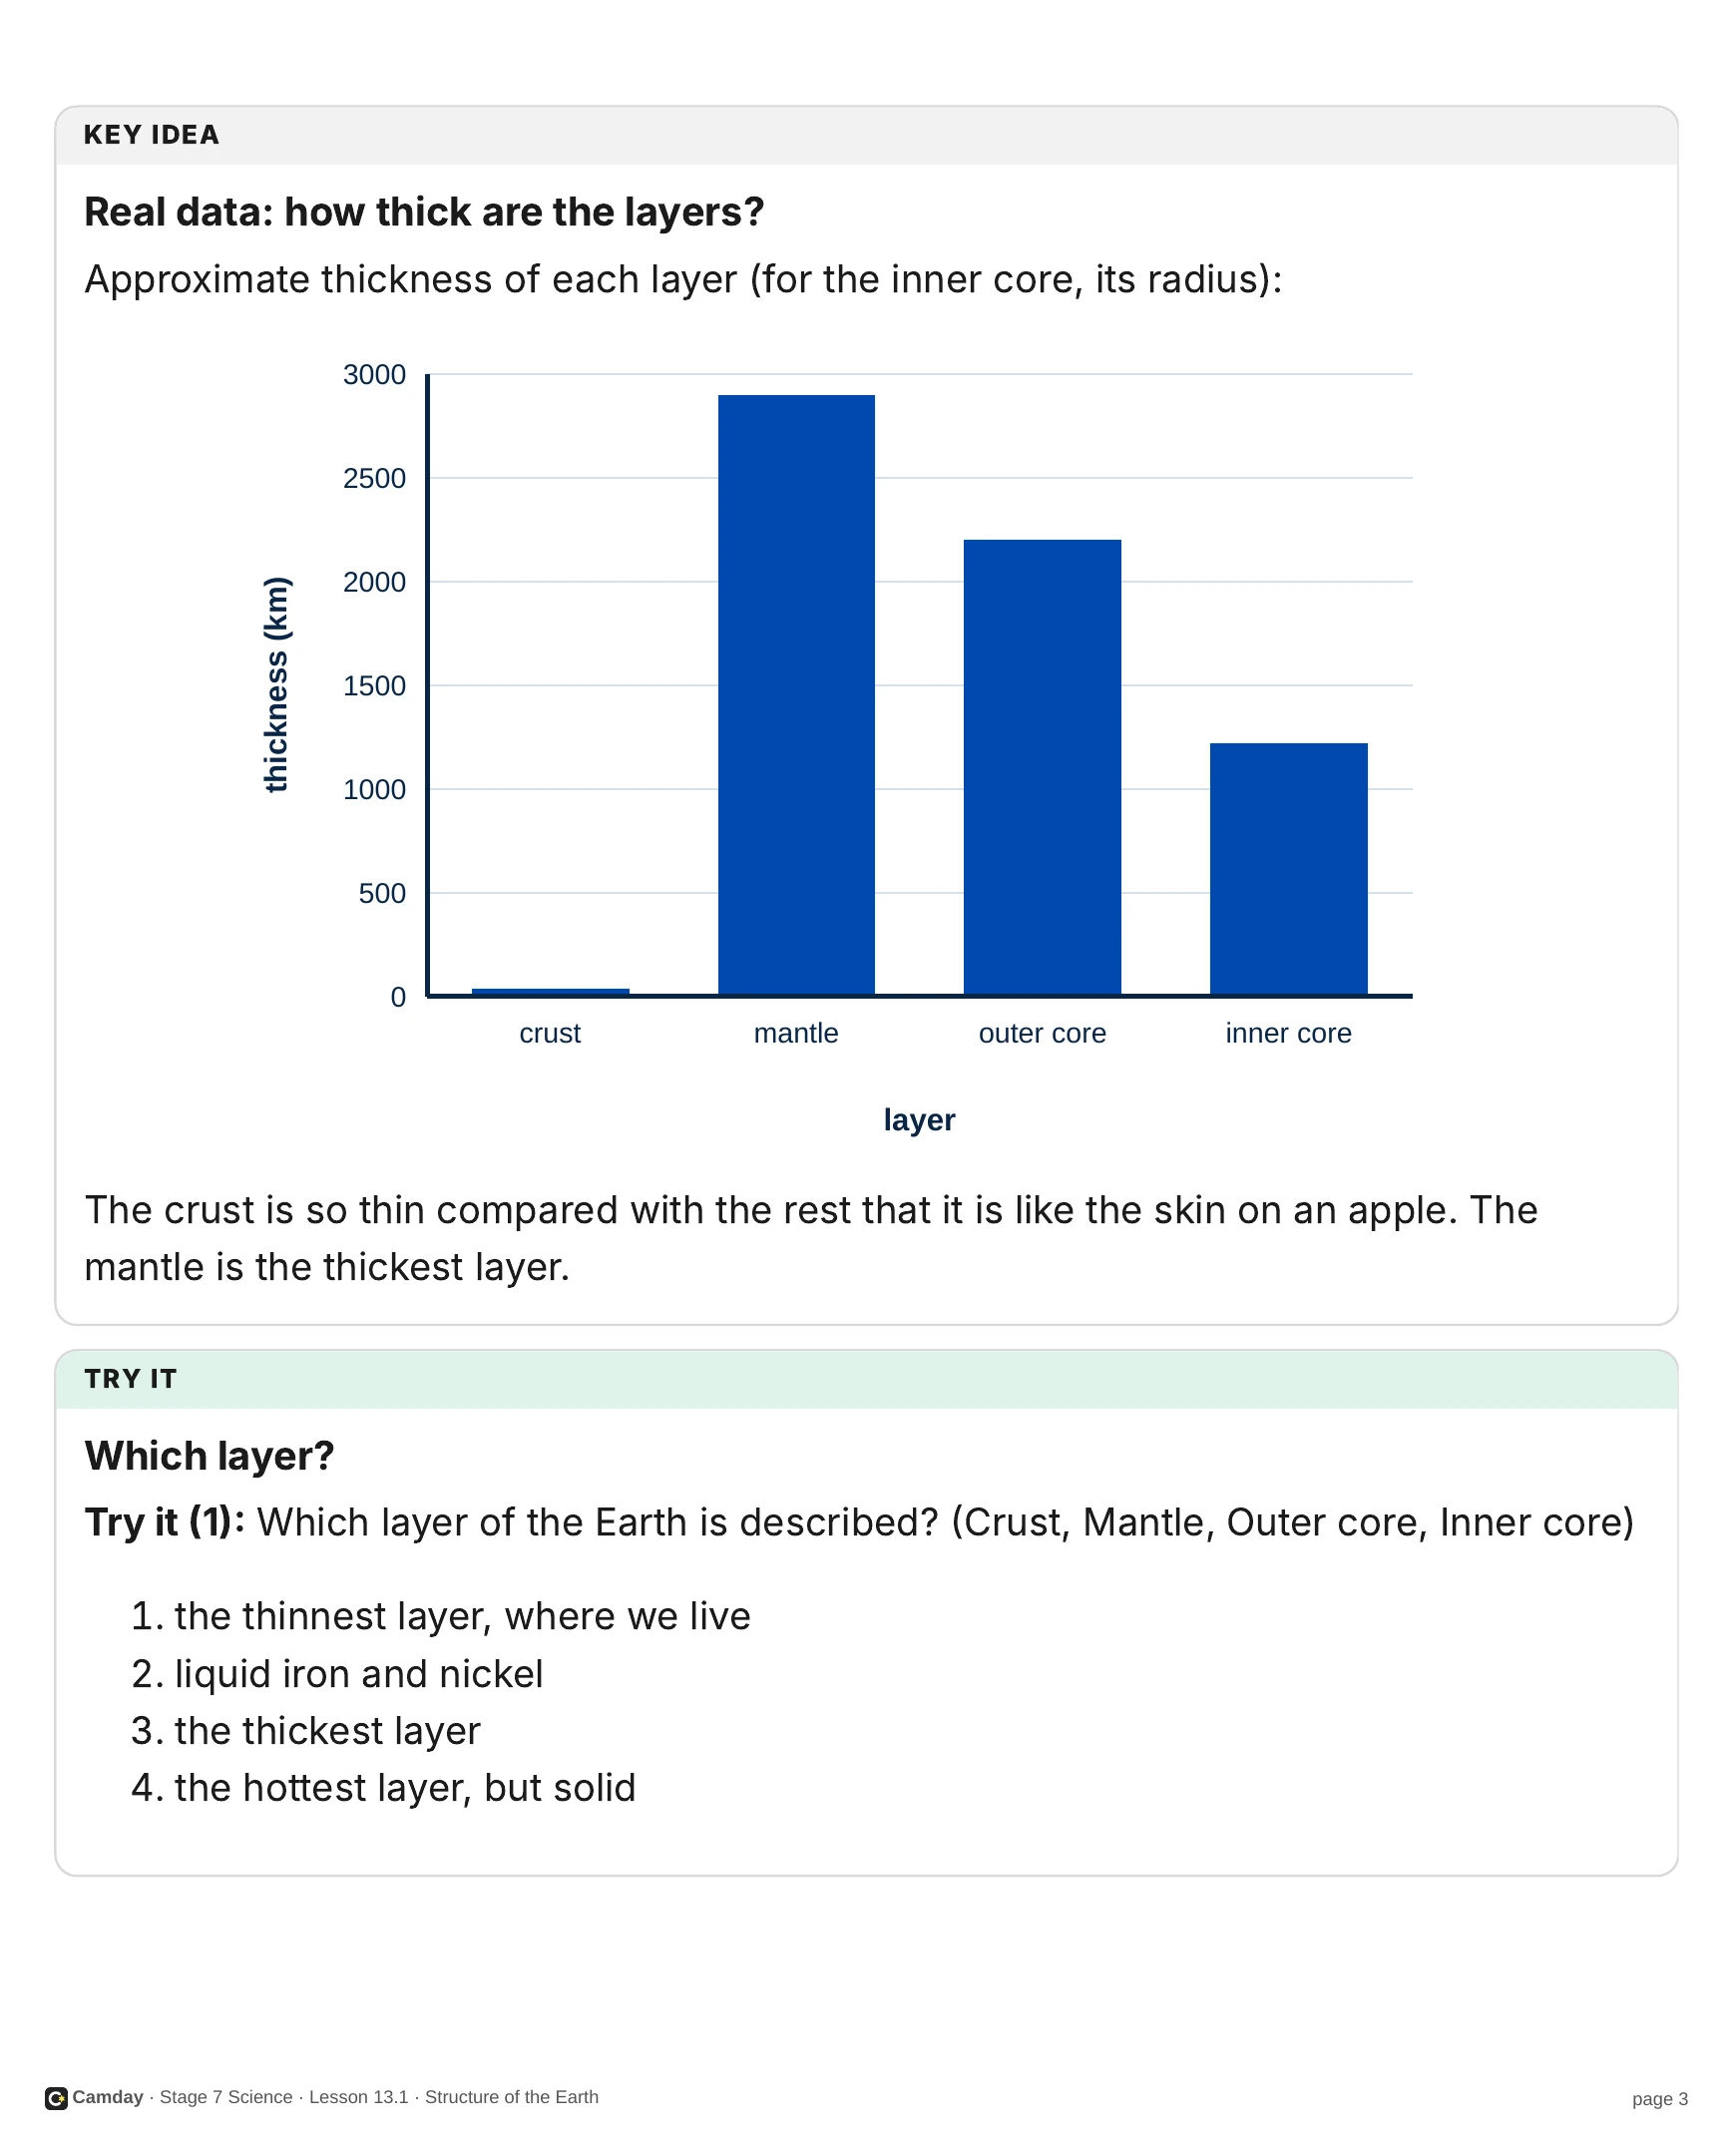 KEY IDEA
Real data: how thick are the layers?
Approximate thickness of each layer (for the inner core, its radius):
3000
2500
2000
1500
1000
500
0
thickness (km)
crust
mantle
outer core
inner core
layer
The crust is so thin compared with the rest that it is like the skin on an apple. The
mantle is the thickest layer.
TRY IT
Which layer?
Try it (1): Which layer of the Earth is described? (Crust, Mantle, Outer core, Inner core)
1. the thinnest layer, where we live
2. liquid iron and nickel
3. the thickest layer
4. the hottest layer, but solid
Camday · Stage 7 Science · Lesson 13.1 · Structure of the Earth
page 3